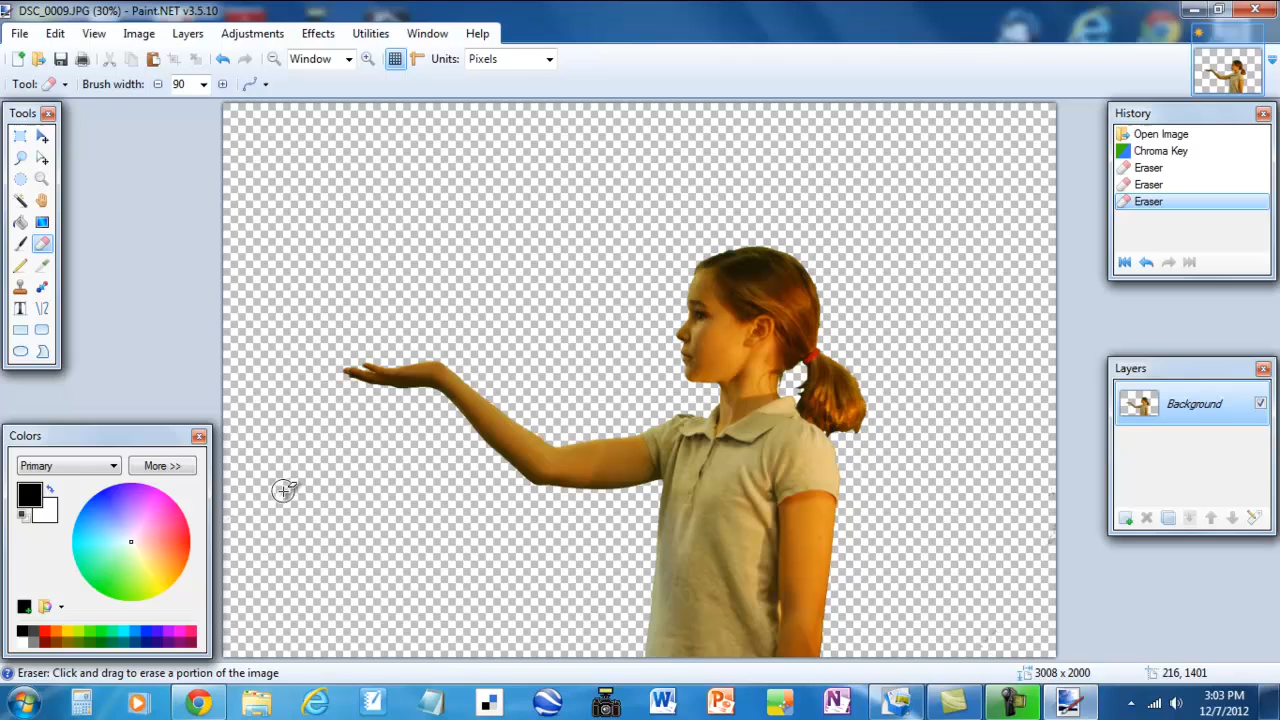 DSC_0009.JPG (30%) - Paint.NET v3.5.10
File Edit View Image Layers Adjustments Effects Utilities Window Help
Window Units: Pixels
Tool: Brush width: 90
Tools
History
Open Image
Chroma Key
Eraser
Eraser
Eraser
Layers
Background
Colors
Primary More >>
Eraser: Click and drag to erase a portion of the image 3008 x 2000 216, 1401
3:03 PM
12/7/2012